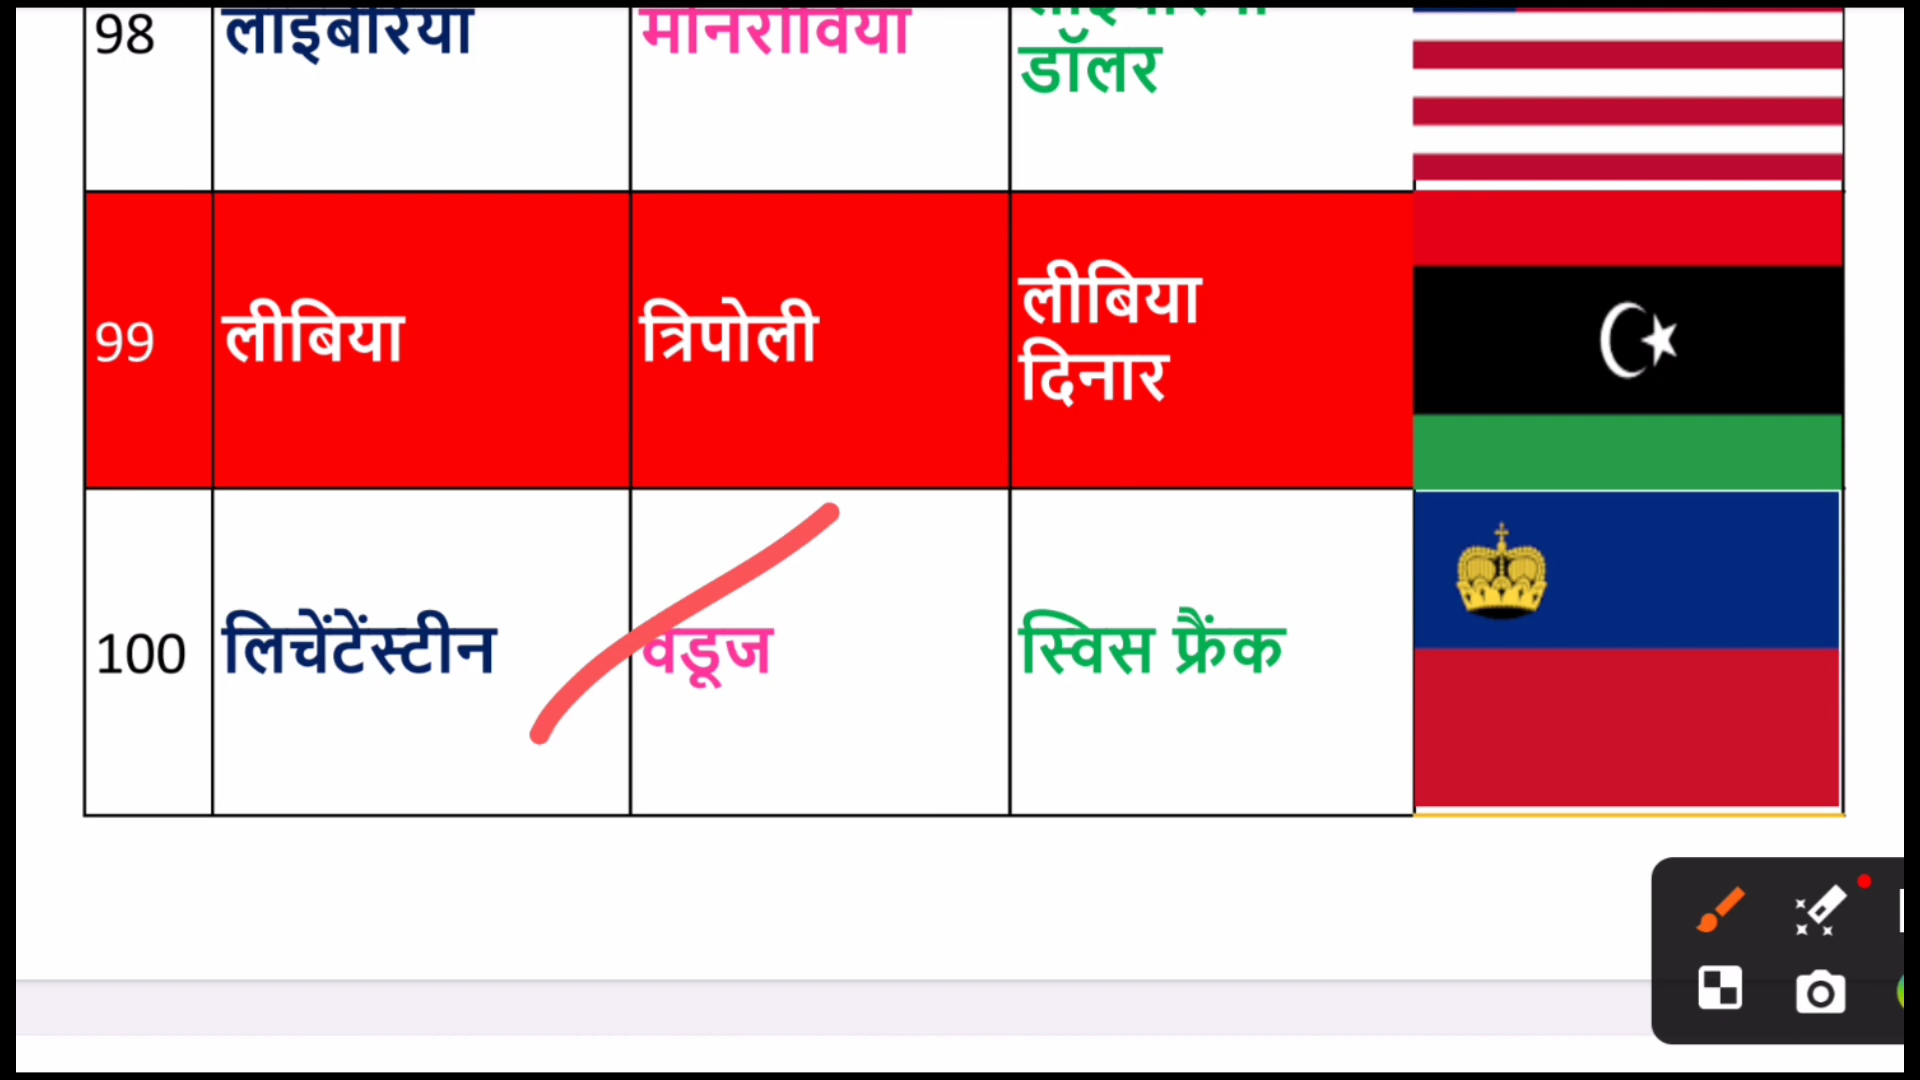 98 लाइबेरिया मोनरोविया
डॉलर
99 लीबिया त्रिपोली लीबिया
दिनार
100 लिचेंटेंस्टीन वडूज स्विस फ्रैंक